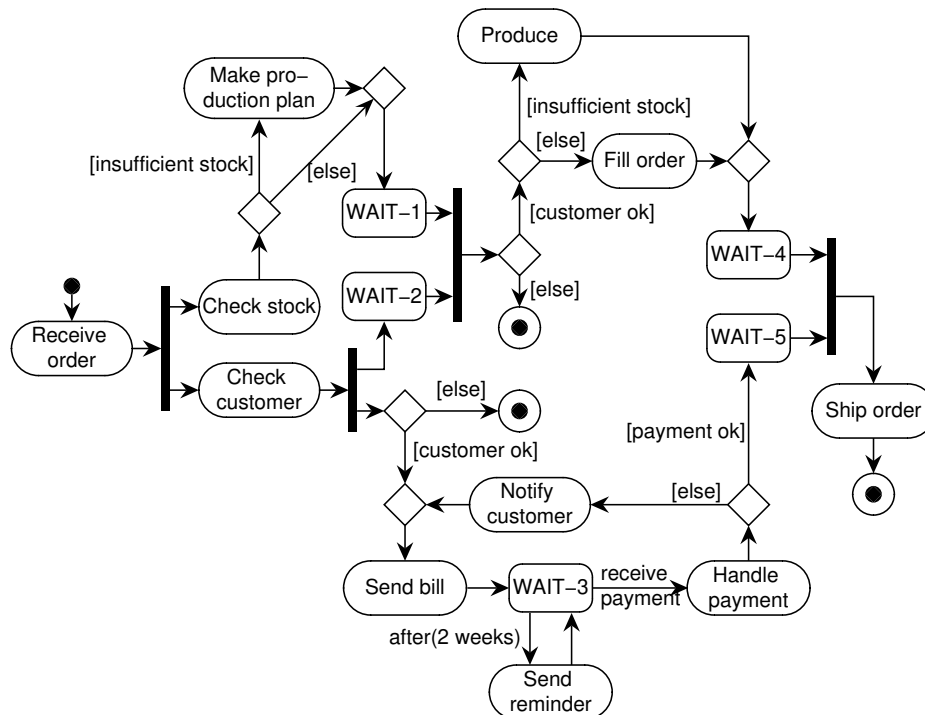 Produce
Make pro-
duction plan
[insufficient stock]
[insufficient stock]
[else]
[else]
Fill order
WAIT-1
[customer ok]
WAIT-4
[else]
WAIT-2
Check stock
Receive
order
WAIT-5
Check
customer
[else]
Ship order
[payment ok]
[customer ok]
Notify
customer
[else]
Send bill
WAIT-3
receive
payment
Handle
payment
after(2 weeks)
Send
reminder